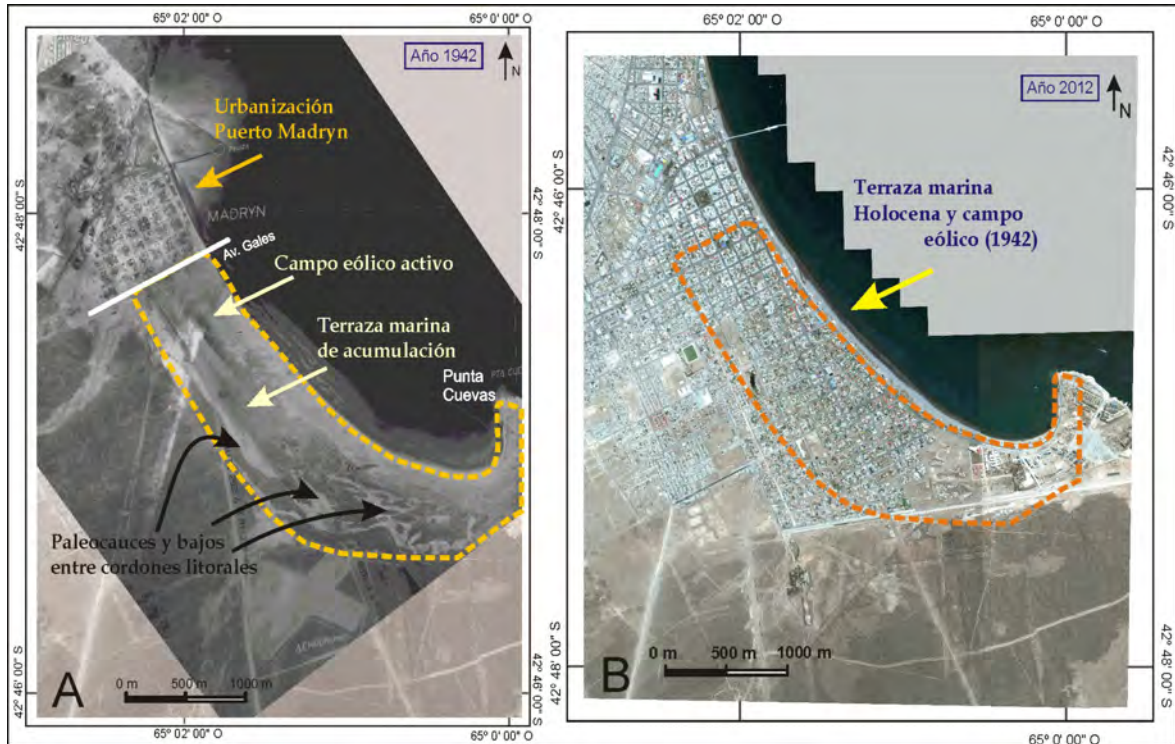 65° 02' 00" O
65° 0' 00" O
Año 1942
N
Urbanización
Puerto Madryn
MADRYN
Av. Gales
Campo eólico activo
Terraza marina
de acumulación
Punta
Cuevas
Paleocauces y bajos
entre cordones litorales
A
0 m 500 m 1000 m
42° 48' 00" S
42° 46' 00" S
42° 48' 00" S
42° 46' 00" S
65° 02' 00" O
65° 0' 00" O
65° 02' 00" O
65° 0' 00" O
Año 2012
N
Terraza marina
Holocena y campo
eólico (1942)
B
0 m 500 m 1000 m
42° 46' 00" S
42° 48' 00" S
42° 46' 00" S
42° 48' 00" S
65° 02' 00" O
65° 0' 00" O